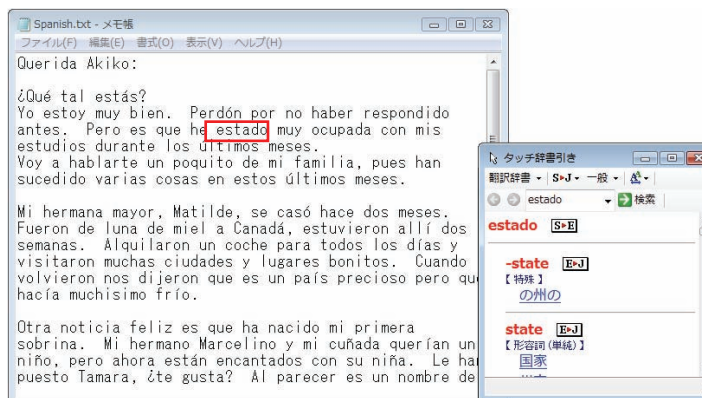 Spanish.txt - メモ帳
ファイル(F) 編集(E) 書式(O) 表示(V) ヘルプ(H)
Querida Akiko:
¿Qué tal estás?
Yo estoy muy bien. Perdón por no haber respondido
antes. Pero es que he estado muy ocupada con mis
estudios durante los últimos meses.
Voy a hablarte un poquito de mi familia, pues han
sucedido varias cosas en estos últimos meses.
Mi hermana mayor, Matilde, se casó hace dos meses.
Fueron de luna de miel a Canadá, estuvieron allí dos
semanas. Alquilaron un coche para todos los días y
visitaron muchas ciudades y lugares bonitos. Cuando
volvieron nos dijeron que es un país precioso pero qu
hacía muchisimo frío.
Otra noticia feliz es que ha nacido mi primera
sobrina. Mi hermano Marcelino y mi cuñada querían un
niño, pero ahora están encantados con su niña. Le ha
puesto Tamara, ¿te gusta? Al parecer es un nombre de
タッチ辞書引き
翻訳辞書 S▸J 一般
estado 検索
estado S▸E
-state E▸J
【 特殊 】
の州の
state E▸J
【 形容詞 (単純) 】
国家